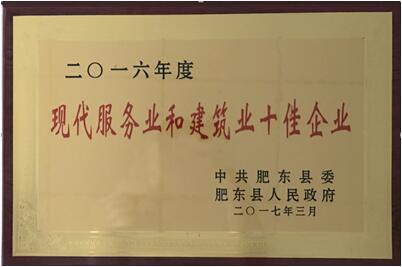 二〇一六年度
现代服务业和建筑业十佳企业
中共肥东县委
肥东县人民政府
二〇一七年三月